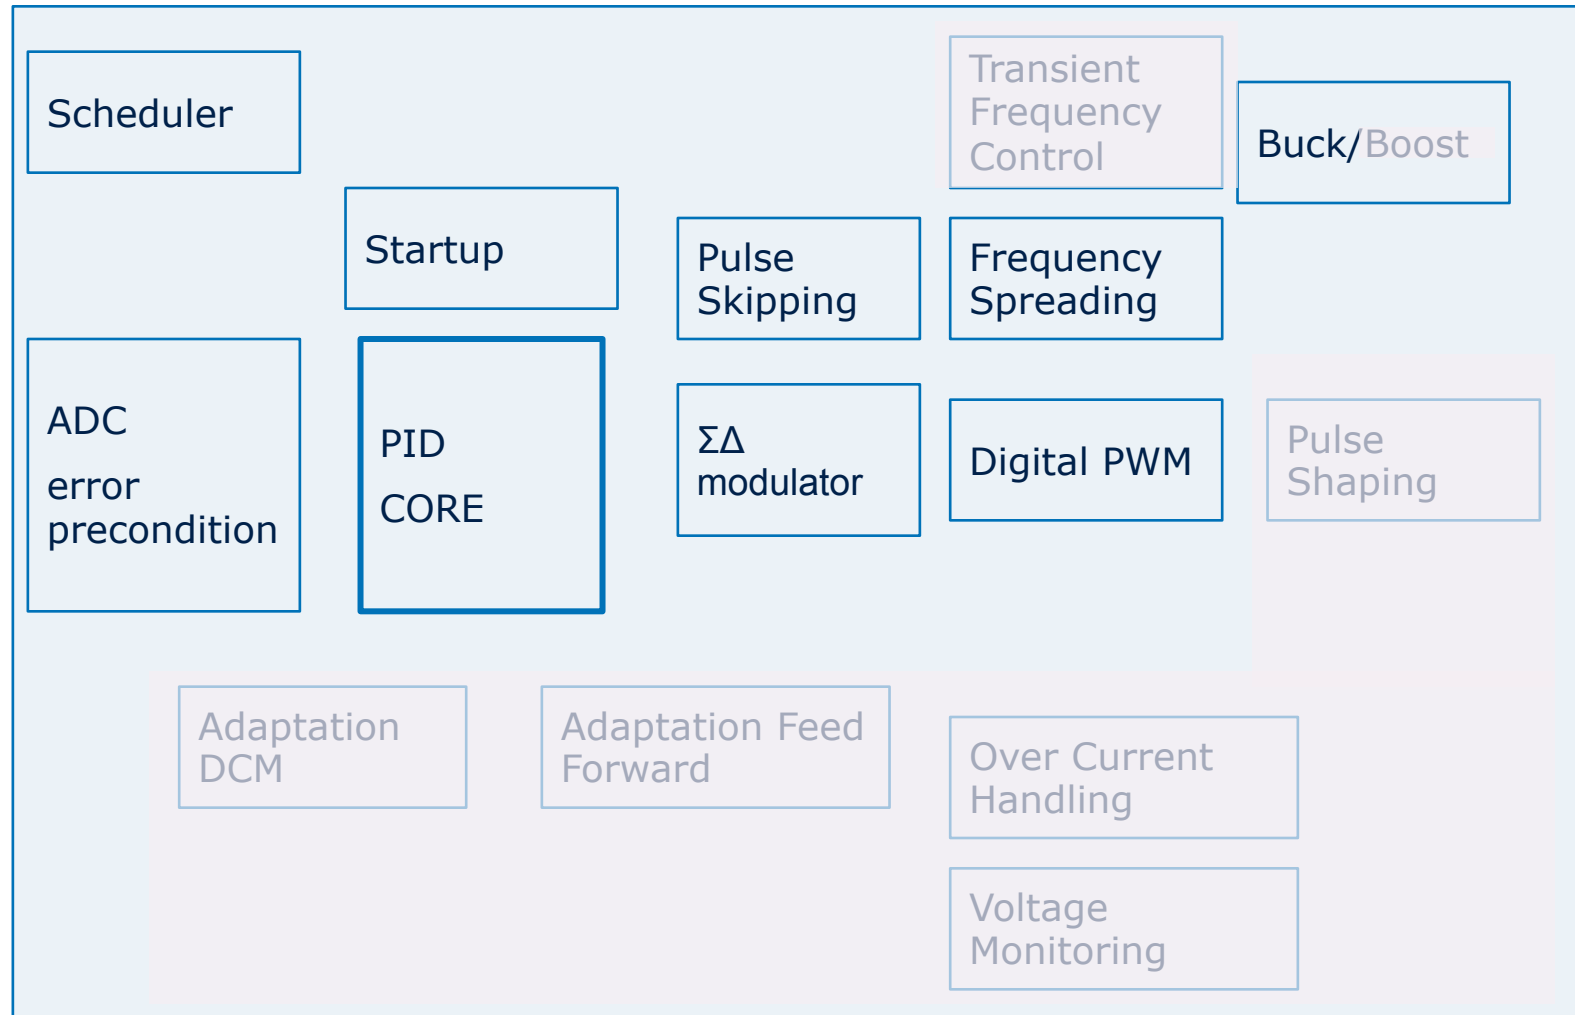 Scheduler
Transient
Frequency
Control
Buck/Boost
Startup
Pulse
Skipping
Frequency
Spreading
ADC
error
precondition
PID
CORE
ΣΔ
modulator
Digital PWM
Pulse
Shaping
Adaptation
DCM
Adaptation Feed
Forward
Over Current
Handling
Voltage
Monitoring